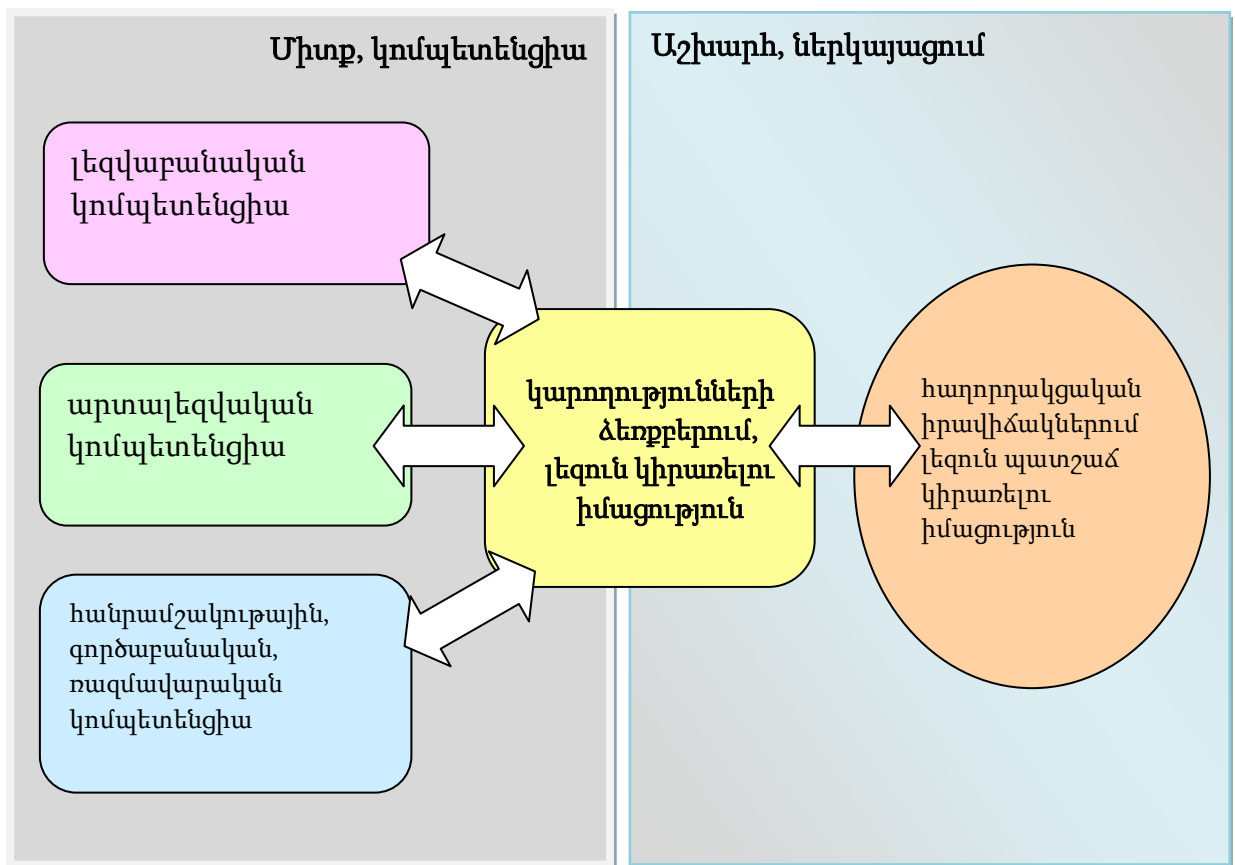 Միտք, կոմպետենցիա
Աշխարհ, ներկայացում
լեզվաբանական
կոմպետենցիա
արտալեզվական
կոմպետենցիա
հանրամշակութային,
գործաբանական,
ռազմավարական
կոմպետենցիա
կարողությունների
ձեռքբերում,
լեզուն կիրառելու
իմացություն
հաղորդակցական
իրավիճակներում
լեզուն պատշաճ
կիրառելու
իմացություն